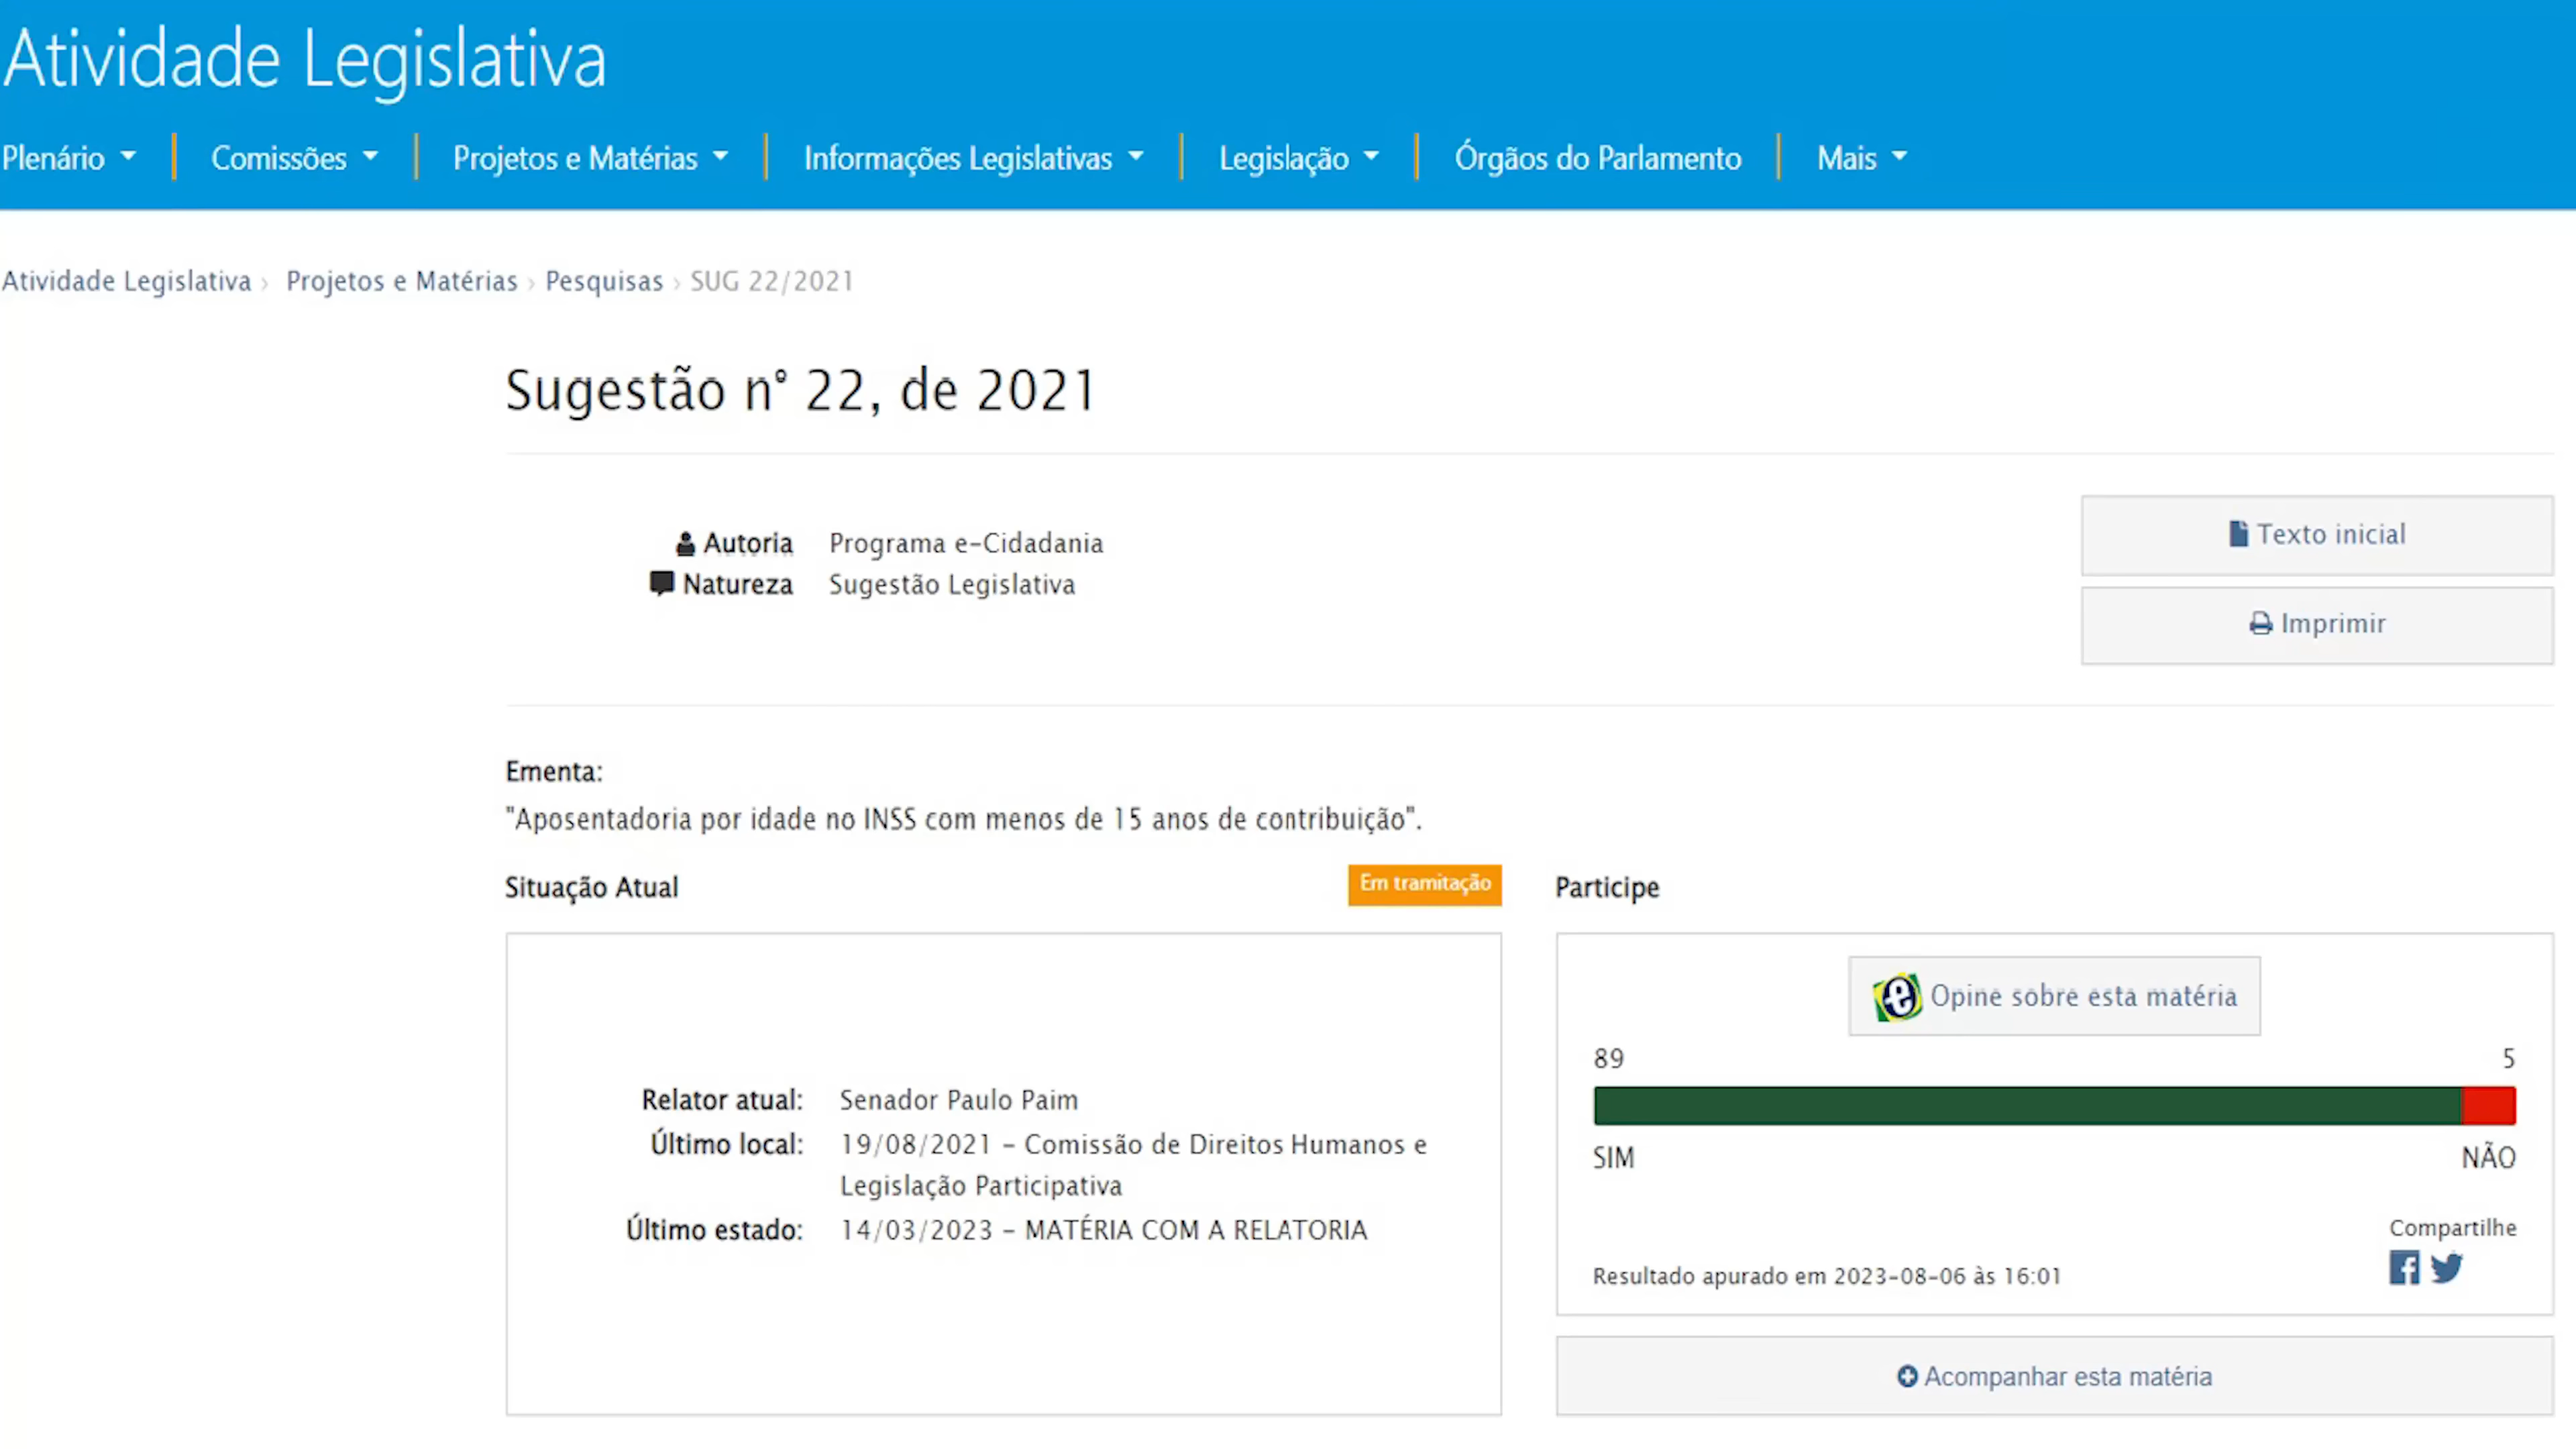 Atividade Legislativa
Plenário Comissões Projetos e Matérias Informações Legislativas Legislação Órgãos do Parlamento Mais
Atividade Legislativa › Projetos e Matérias › Pesquisas › SUG 22/2021
Sugestão n° 22, de 2021
Autoria Programa e-Cidadania
Natureza Sugestão Legislativa
Texto inicial
Imprimir
Ementa:
"Aposentadoria por idade no INSS com menos de 15 anos de contribuição".
Situação Atual Em tramitação
Relator atual: Senador Paulo Paim
Último local: 19/08/2021 - Comissão de Direitos Humanos e
Legislação Participativa
Último estado: 14/03/2023 - MATÉRIA COM A RELATORIA
Participe
e Opine sobre esta matéria
89 5
SIM NÃO
Compartilhe
Resultado apurado em 2023-08-06 às 16:01
Acompanhar esta matéria